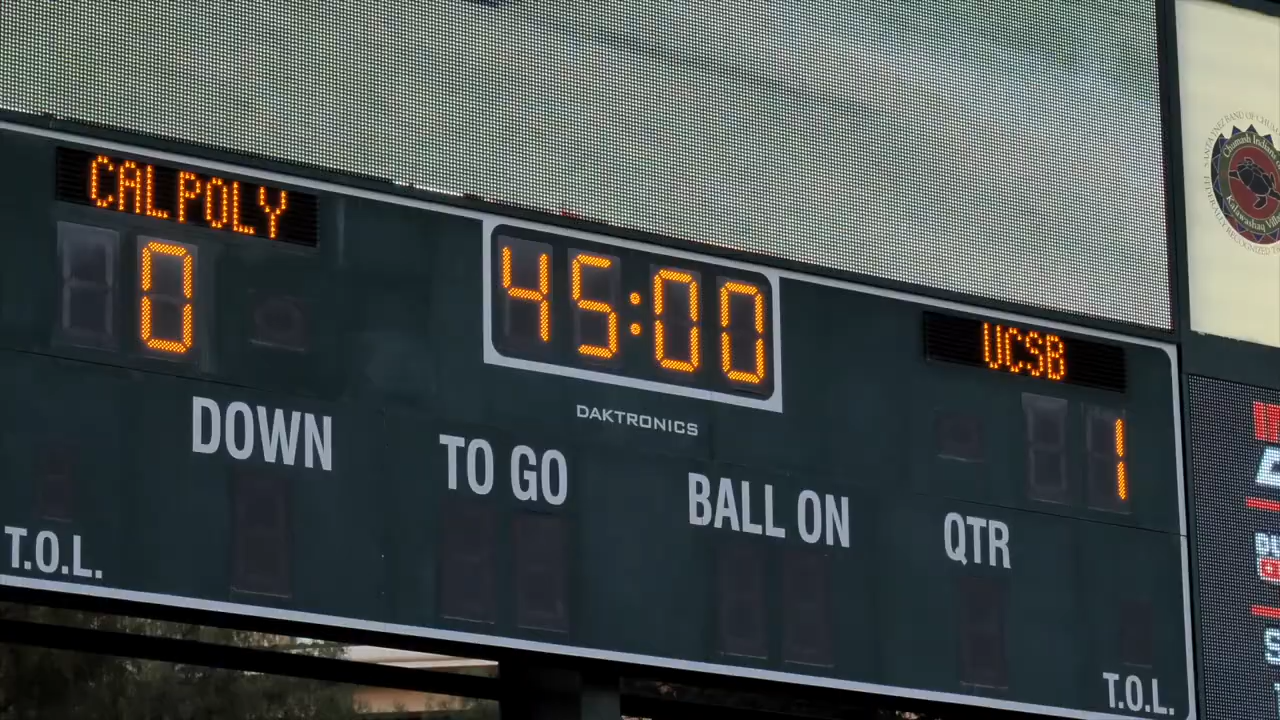 CALPOLY
0
45:00
UCSB
1
DAKTRONICS
DOWN
TO GO
BALL ON
QTR
T.O.L.
T.O.L.